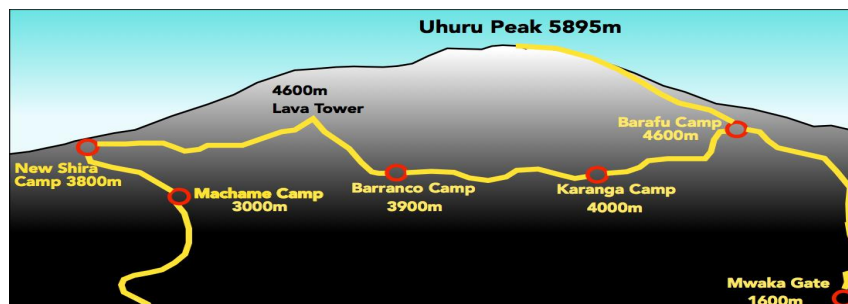 Uhuru Peak 5895m
4600m
Lava Tower
Barafu Camp
4600m
New Shira
Camp 3800m
Machame Camp
3000m
Barranco Camp
3900m
Karanga Camp
4000m
Mwaka Gate
1600m